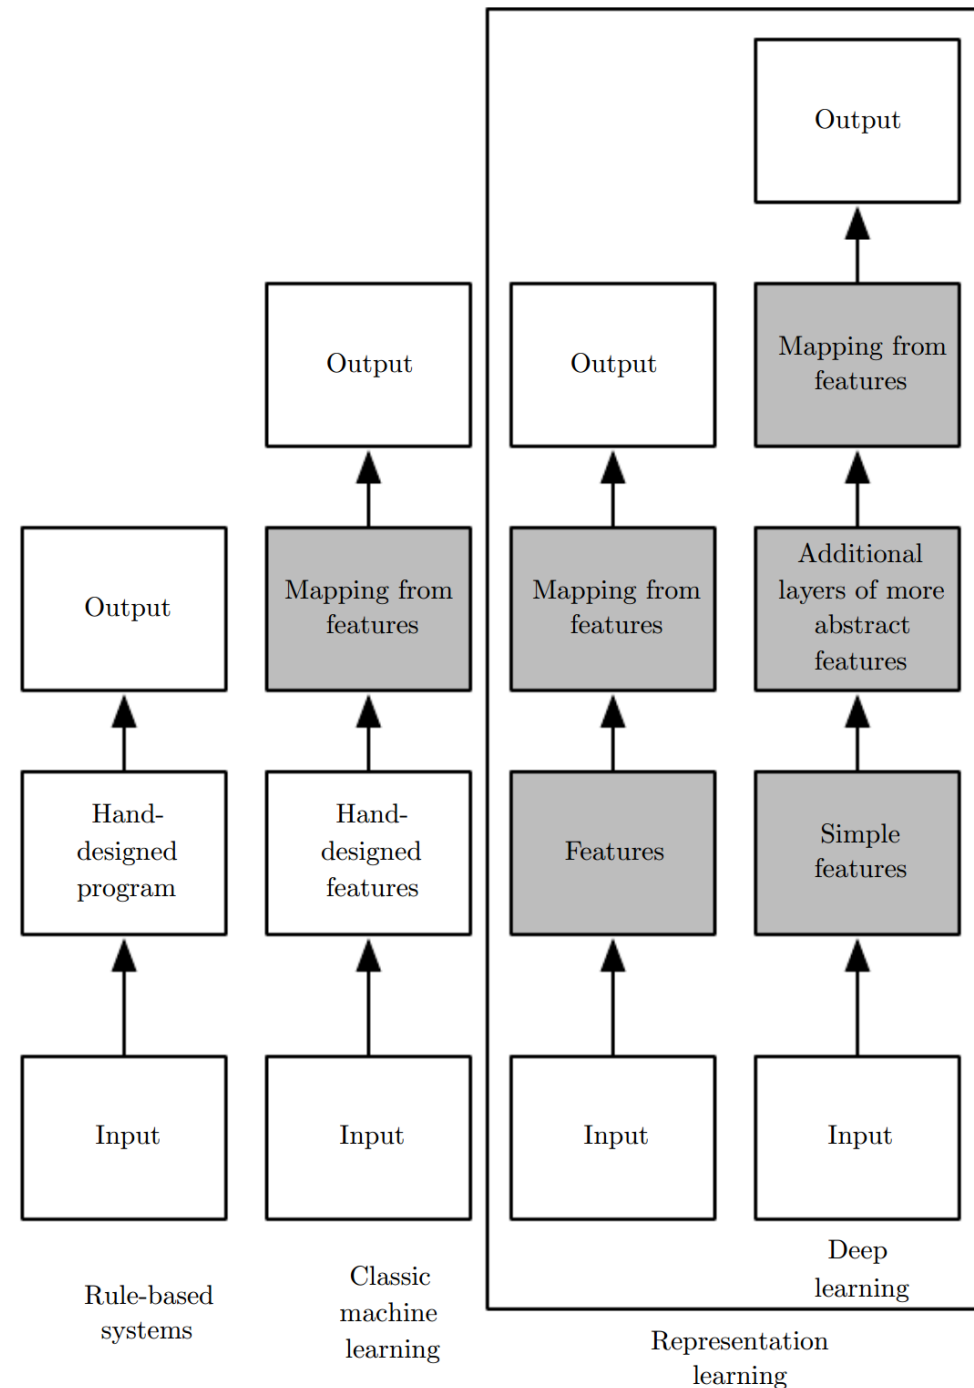 Output
Output
Output
Mapping from
features
Output
Mapping from
features
Mapping from
features
Additional
layers of more
abstract
features
Hand-
designed
program
Hand-
designed
features
Features
Simple
features
Input
Input
Input
Input
Rule-based
systems
Classic
machine
learning
Representation
learning
Deep
learning